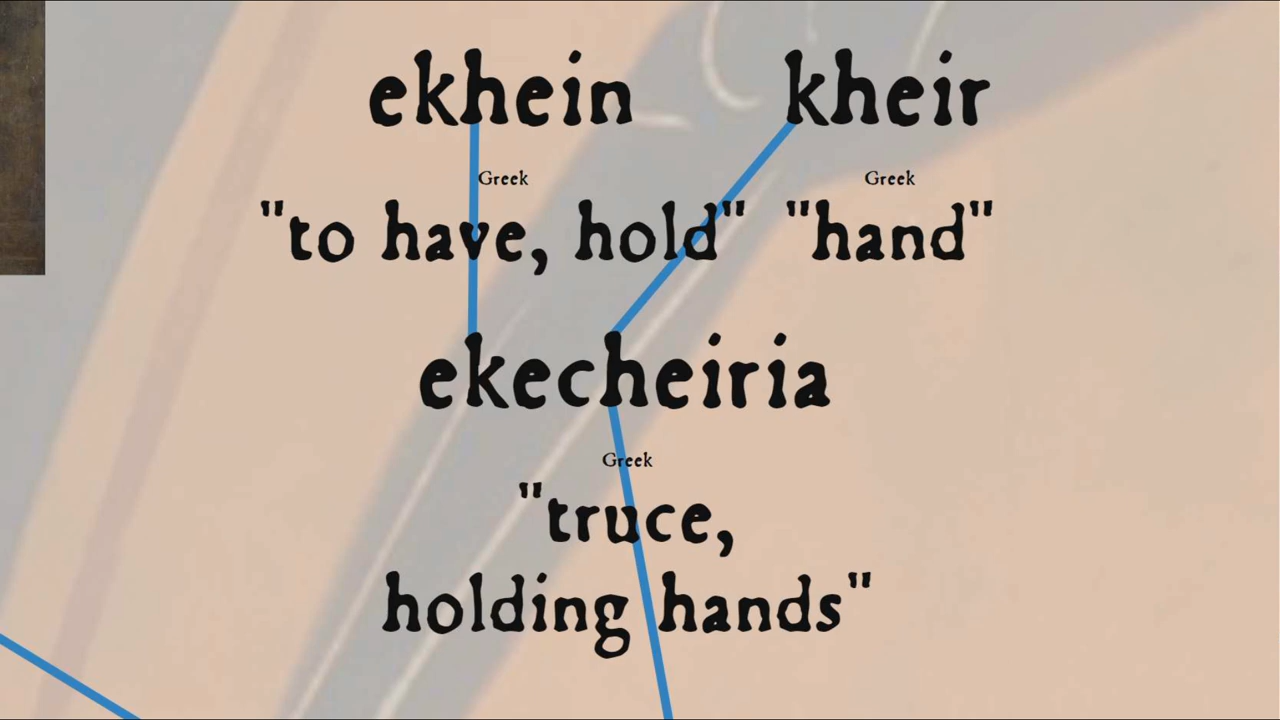 ekhein kheir
Greek Greek
"to have, hold" "hand"
ekecheiria
Greek
"truce,
holding hands"